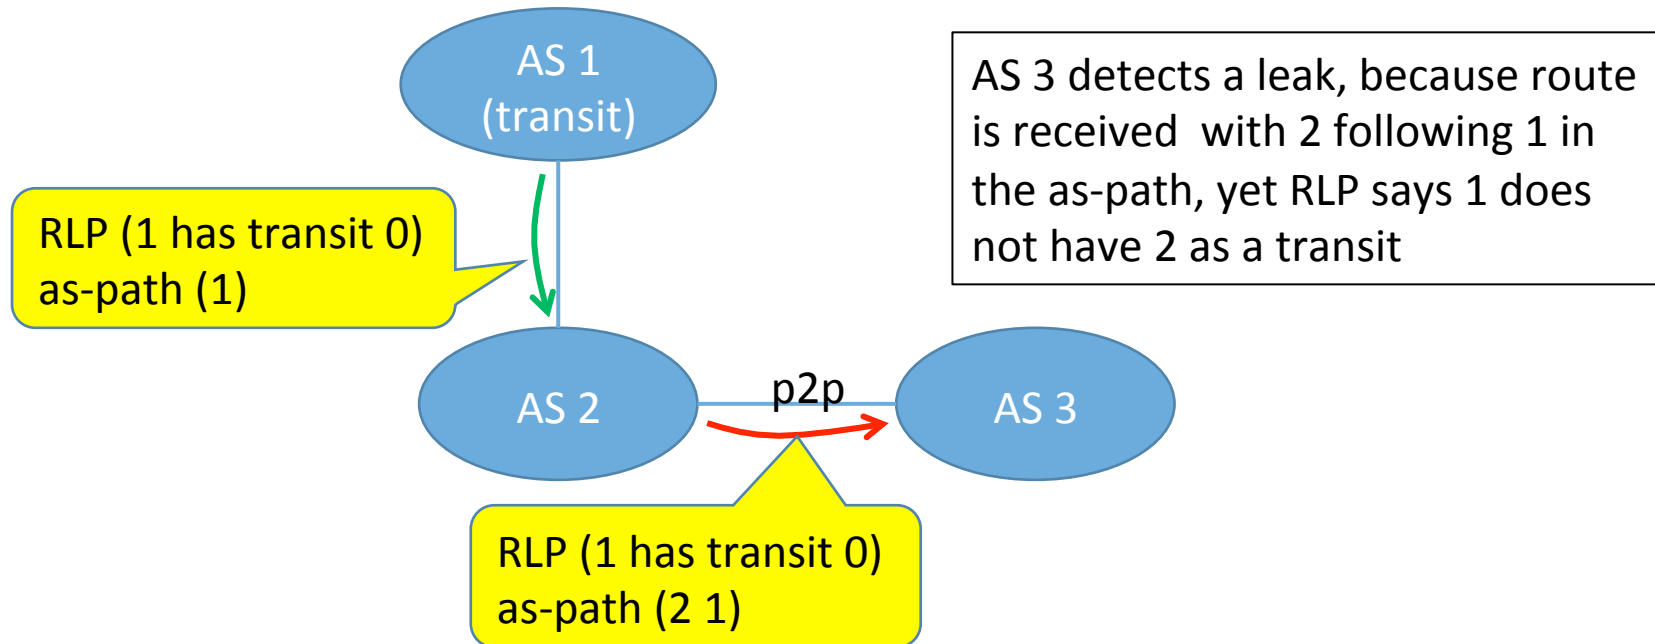 AS 1
(transit)
AS 3 detects a leak, because route
is received with 2 following 1 in
the as-path, yet RLP says 1 does
not have 2 as a transit
RLP (1 has transit 0)
as-path (1)
AS 2
p2p
AS 3
RLP (1 has transit 0)
as-path (2 1)